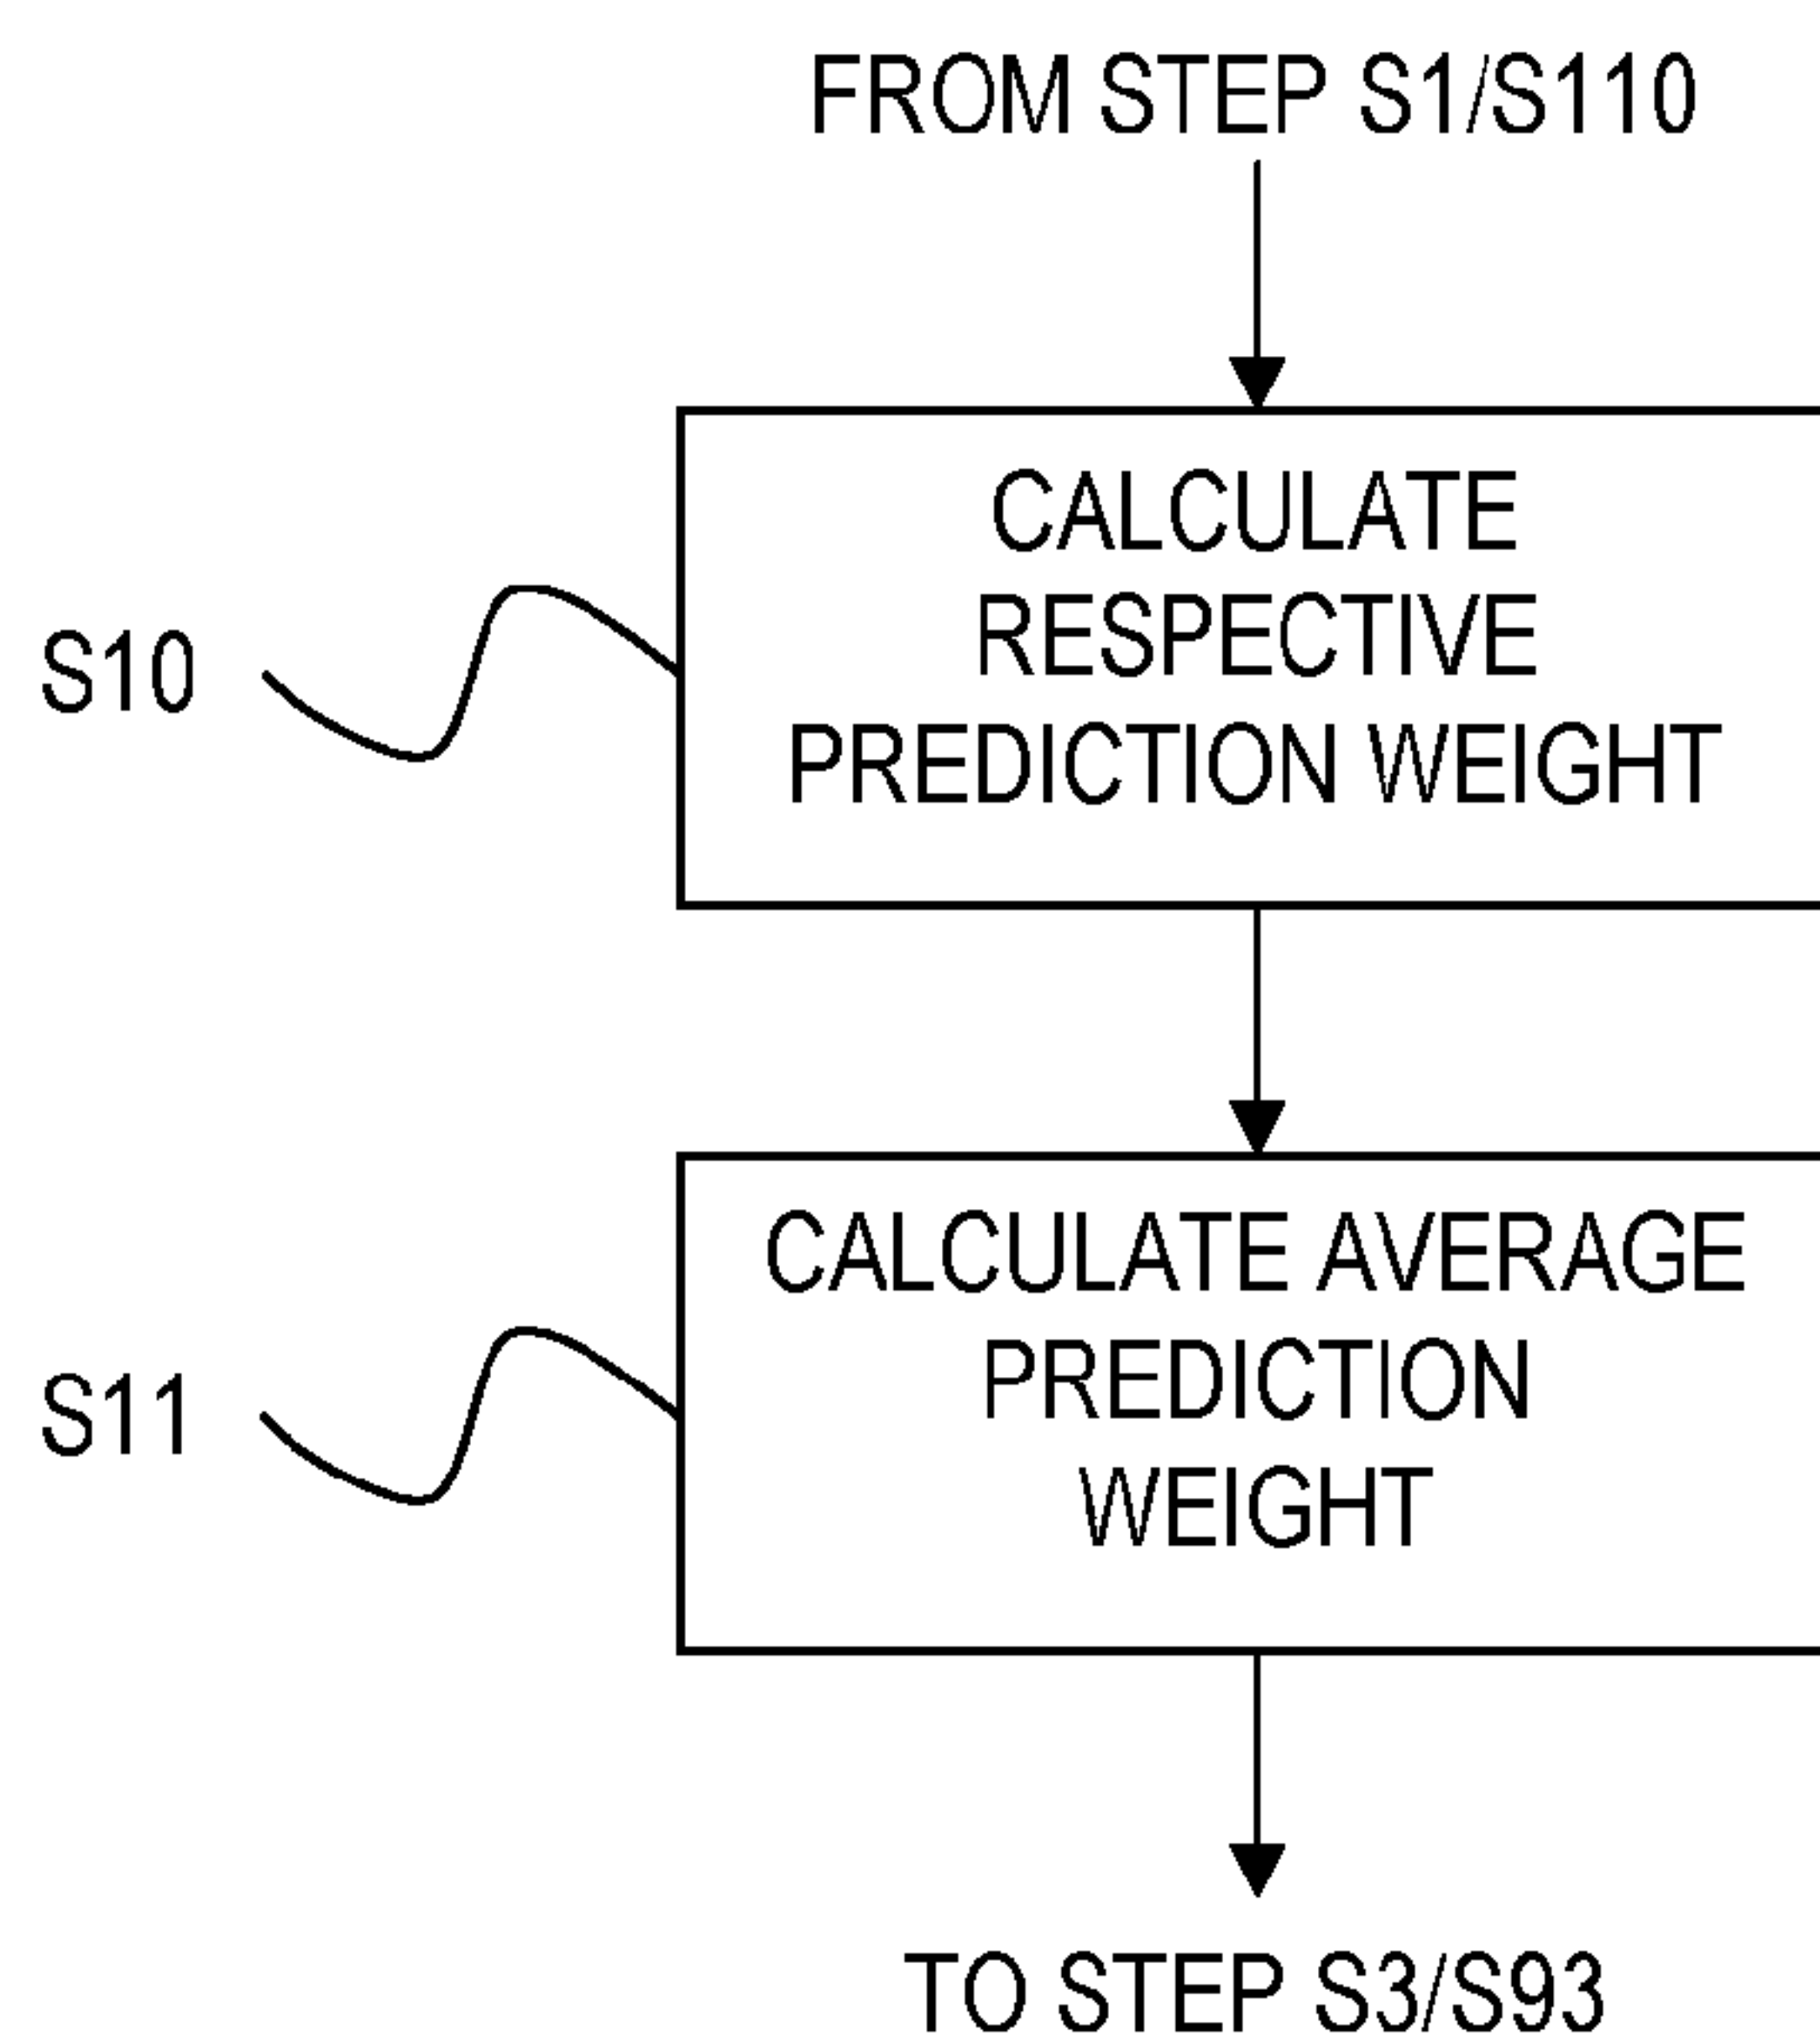 FROM STEP S1/S110
CALCULATE
RESPECTIVE
PREDICTION WEIGHT
S10
CALCULATE AVERAGE
PREDICTION
WEIGHT
S11
TO STEP S3/S93